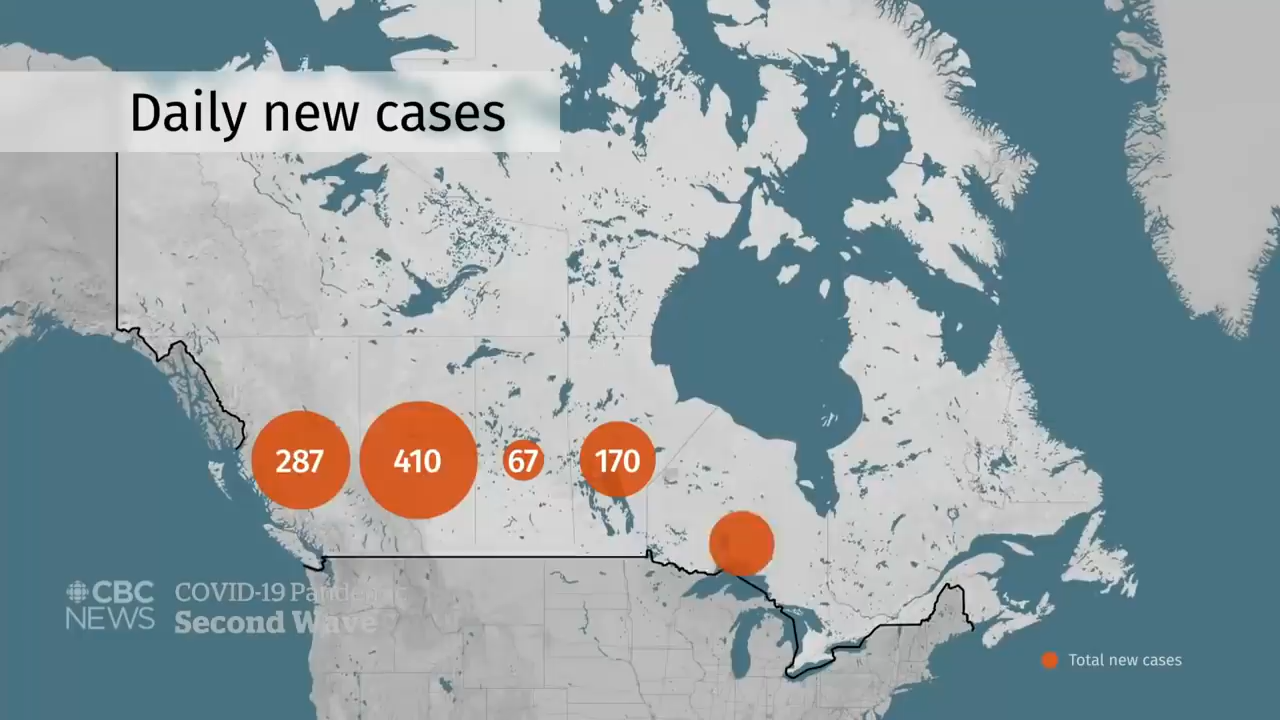 Daily new cases
287
410
67
170
CBC
NEWS
COVID-19 Pandemic
Second Wave
Total new cases